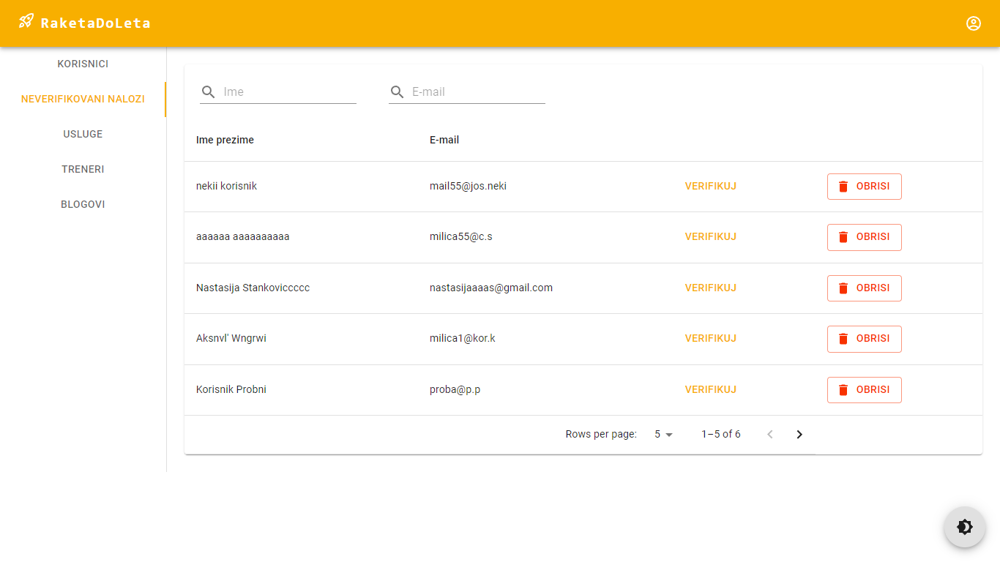 RaketaDoLeta
KORISNICI
NEVERIFIKOVANI NALOZI
USLUGE
TRENERI
BLOGOVI
Ime E-mail
Ime prezime E-mail
nekii korisnik mail55@jos.neki VERIFIKUJ OBRISI
aaaaaa aaaaaaaaaa milica55@c.s VERIFIKUJ OBRISI
Nastasija Stankoviccccc nastasijaaaas@gmail.com VERIFIKUJ OBRISI
Aksnvl' Wngrwi milica1@kor.k VERIFIKUJ OBRISI
Korisnik Probni proba@p.p VERIFIKUJ OBRISI
Rows per page: 5 1–5 of 6